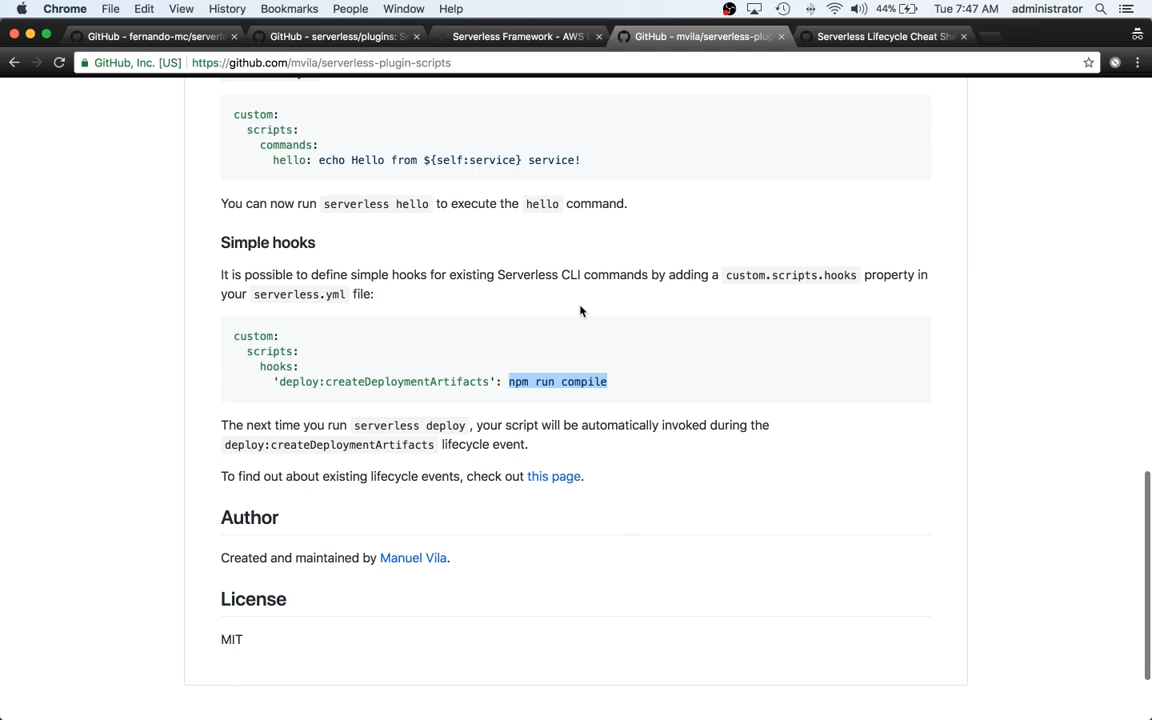 Chrome File Edit View History Bookmarks People Window Help 44% Tue 7:47 AM administrator
GitHub - fernando-mc/serverle GitHub - serverless/plugins: Se Serverless Framework - AWS L GitHub - mvila/serverless-plug Serverless Lifecycle Cheat She
GitHub, Inc. [US] https://github.com/mvila/serverless-plugin-scripts
custom:
scripts:
commands:
hello: echo Hello from ${self:service} service!
You can now run serverless hello to execute the hello command.
Simple hooks
It is possible to define simple hooks for existing Serverless CLI commands by adding a custom.scripts.hooks property in
your serverless.yml file:
custom:
scripts:
hooks:
'deploy:createDeploymentArtifacts': npm run compile
The next time you run serverless deploy , your script will be automatically invoked during the
deploy:createDeploymentArtifacts lifecycle event.
To find out about existing lifecycle events, check out this page.
Author
Created and maintained by Manuel Vila.
License
MIT